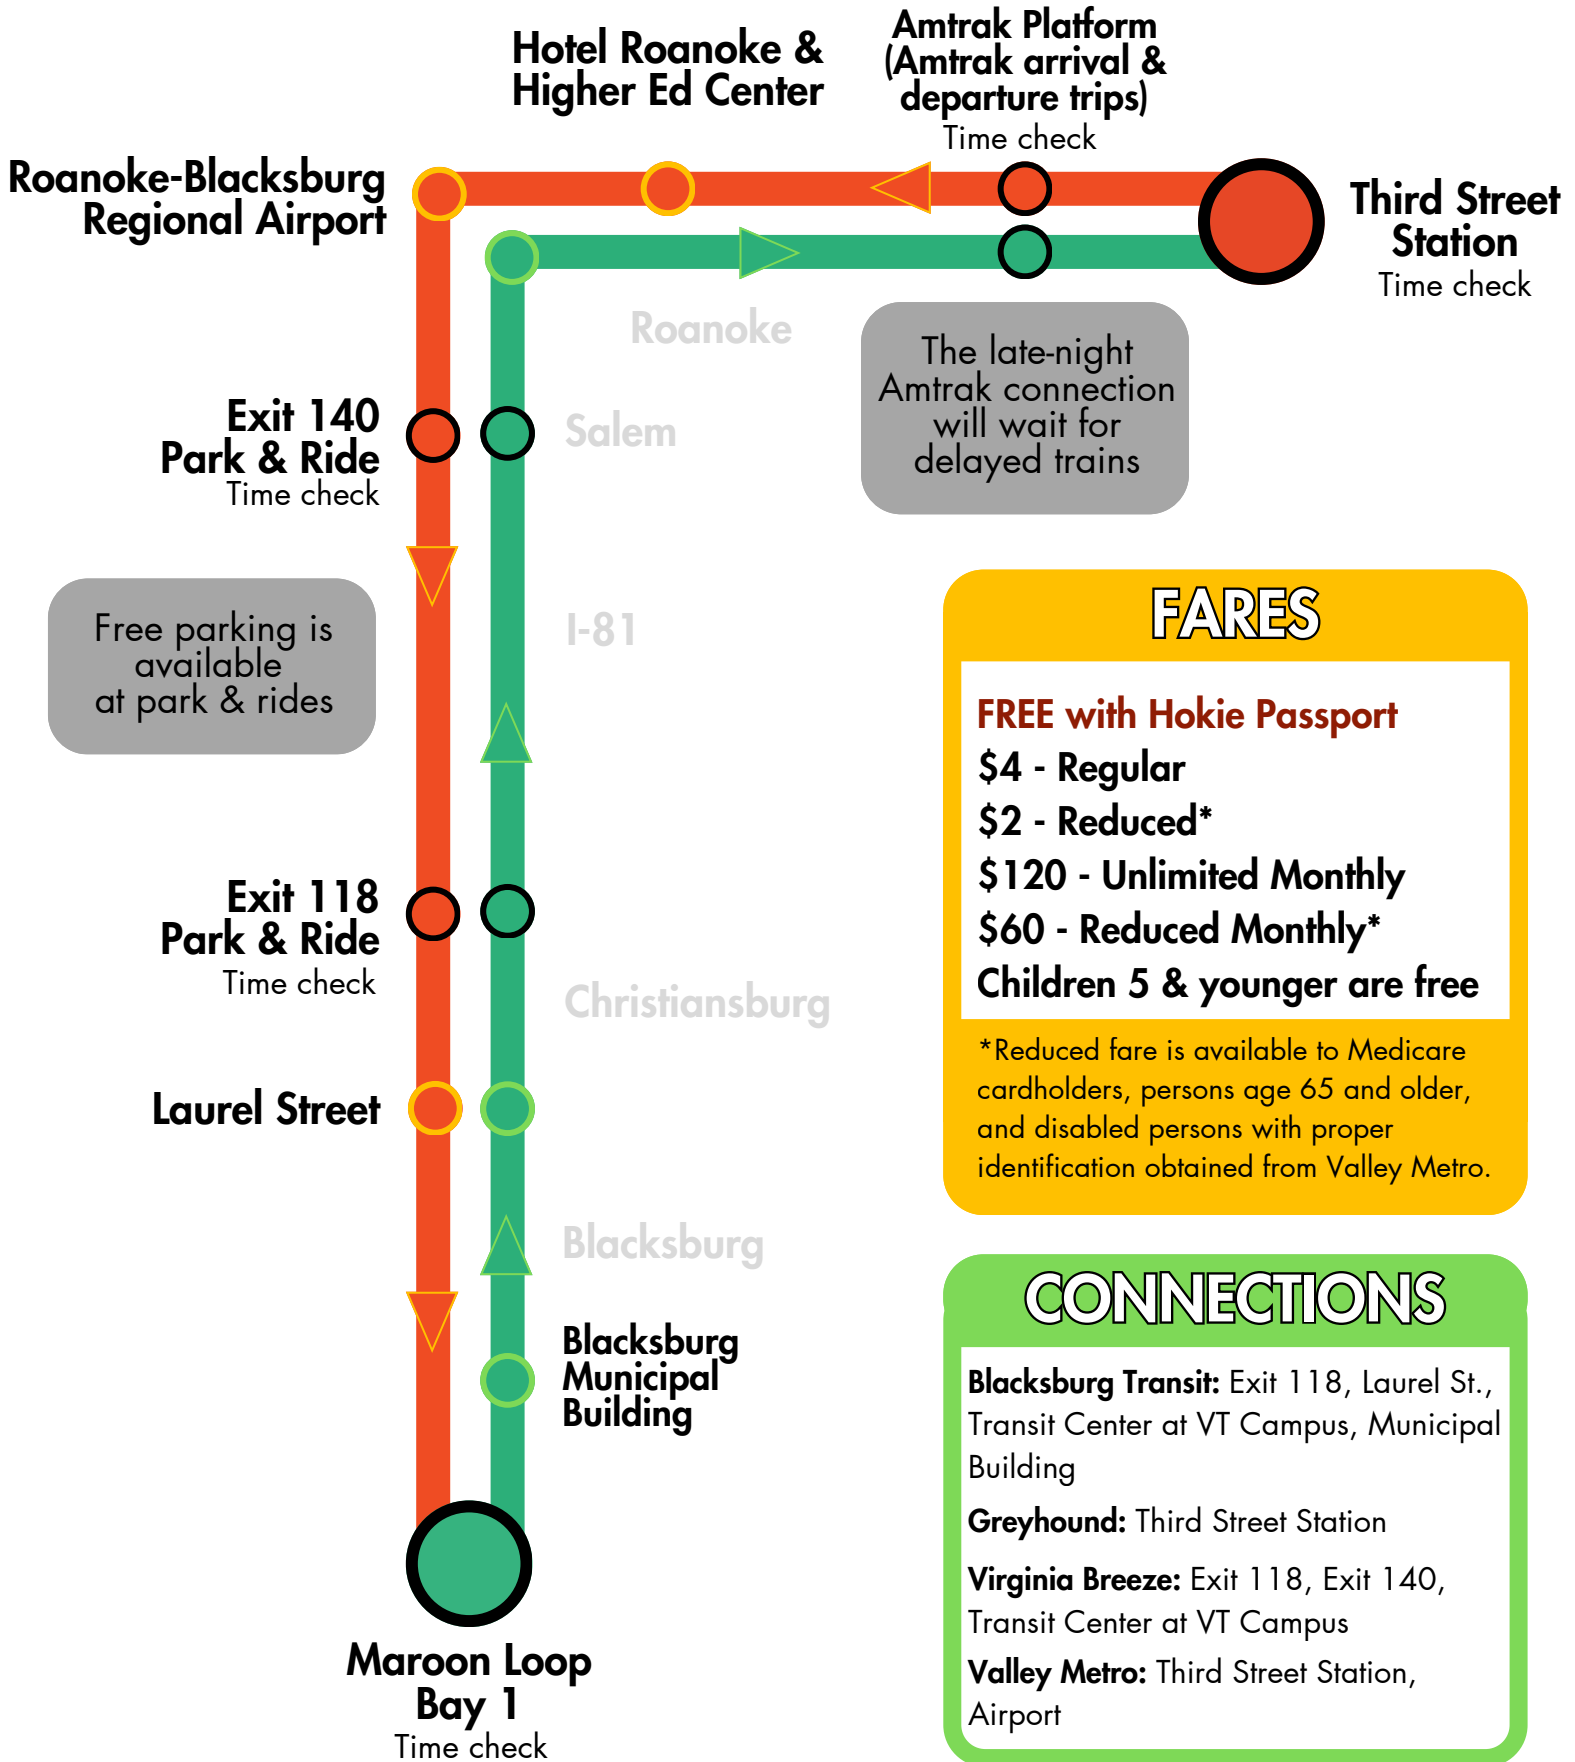 Hotel Roanoke &
Higher Ed Center
Amtrak Platform
(Amtrak arrival &
departure trips)
Time check
Roanoke-Blacksburg
Regional Airport
Third Street
Station
Time check
Roanoke
The late-night
Amtrak connection
will wait for
delayed trains
Exit 140
Park & Ride
Time check
Salem
Free parking is
available
at park & rides
I-81
FARES
FREE with Hokie Passport
$4 - Regular
$2 - Reduced*
$120 - Unlimited Monthly
$60 - Reduced Monthly*
Children 5 & younger are free
*Reduced fare is available to Medicare
cardholders, persons age 65 and older,
and disabled persons with proper
identification obtained from Valley Metro.
Exit 118
Park & Ride
Time check
Christiansburg
Laurel Street
Blacksburg
Blacksburg
Municipal
Building
CONNECTIONS
Blacksburg Transit: Exit 118, Laurel St.,
Transit Center at VT Campus, Municipal
Building
Greyhound: Third Street Station
Virginia Breeze: Exit 118, Exit 140,
Transit Center at VT Campus
Valley Metro: Third Street Station,
Airport
Maroon Loop
Bay 1
Time check